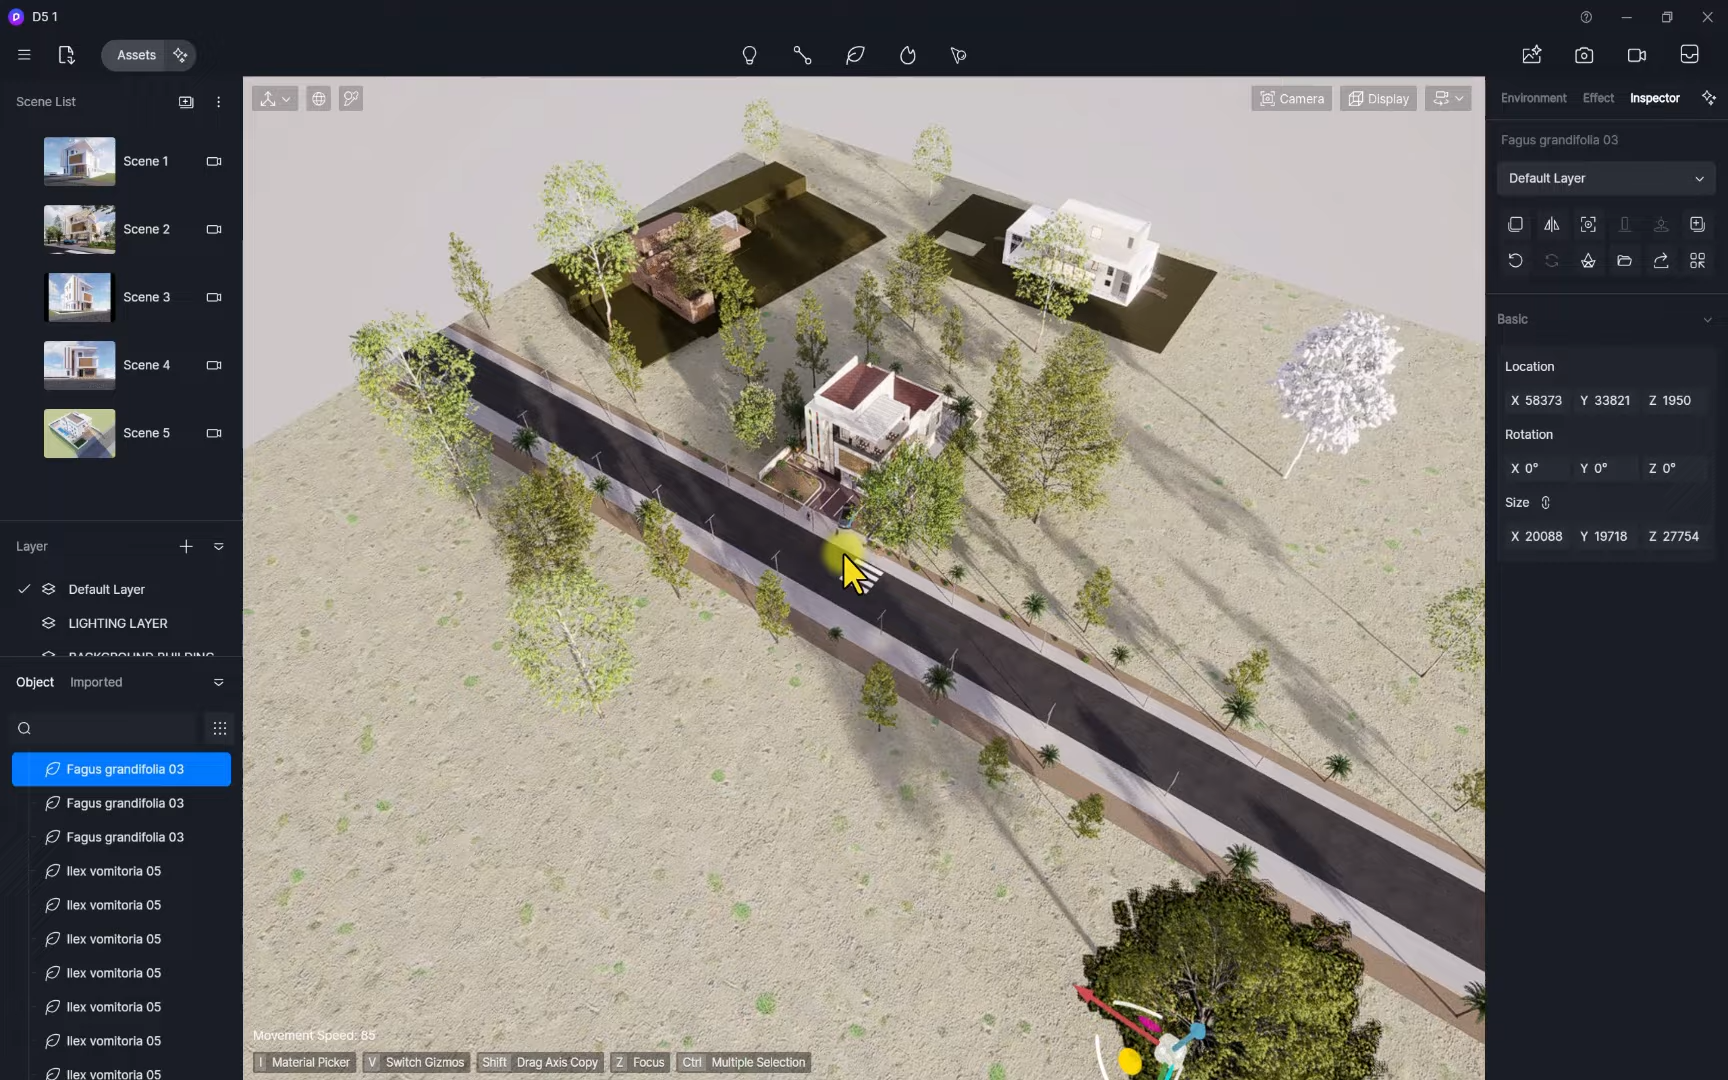 D5 1
Assets
Scene List
Scene 1
Scene 2
Scene 3
Scene 4
Scene 5
Layer
Default Layer
LIGHTING LAYER
BACKGROUND BUILDING
Object Imported
Fagus grandifolia 03
Fagus grandifolia 03
Fagus grandifolia 03
Ilex vomitoria 05
Ilex vomitoria 05
Ilex vomitoria 05
Ilex vomitoria 05
Ilex vomitoria 05
Ilex vomitoria 05
Ilex vomitoria 05
Camera Display
Movement Speed: 85
I Material Picker V Switch Gizmos Shift Drag Axis Copy Z Focus Ctrl Multiple Selection
Environment Effect Inspector
Fagus grandifolia 03
Default Layer
Basic
Location
X 58373 Y 33821 Z 1950
Rotation
X 0° Y 0° Z 0°
Size
X 20088 Y 19718 Z 27754